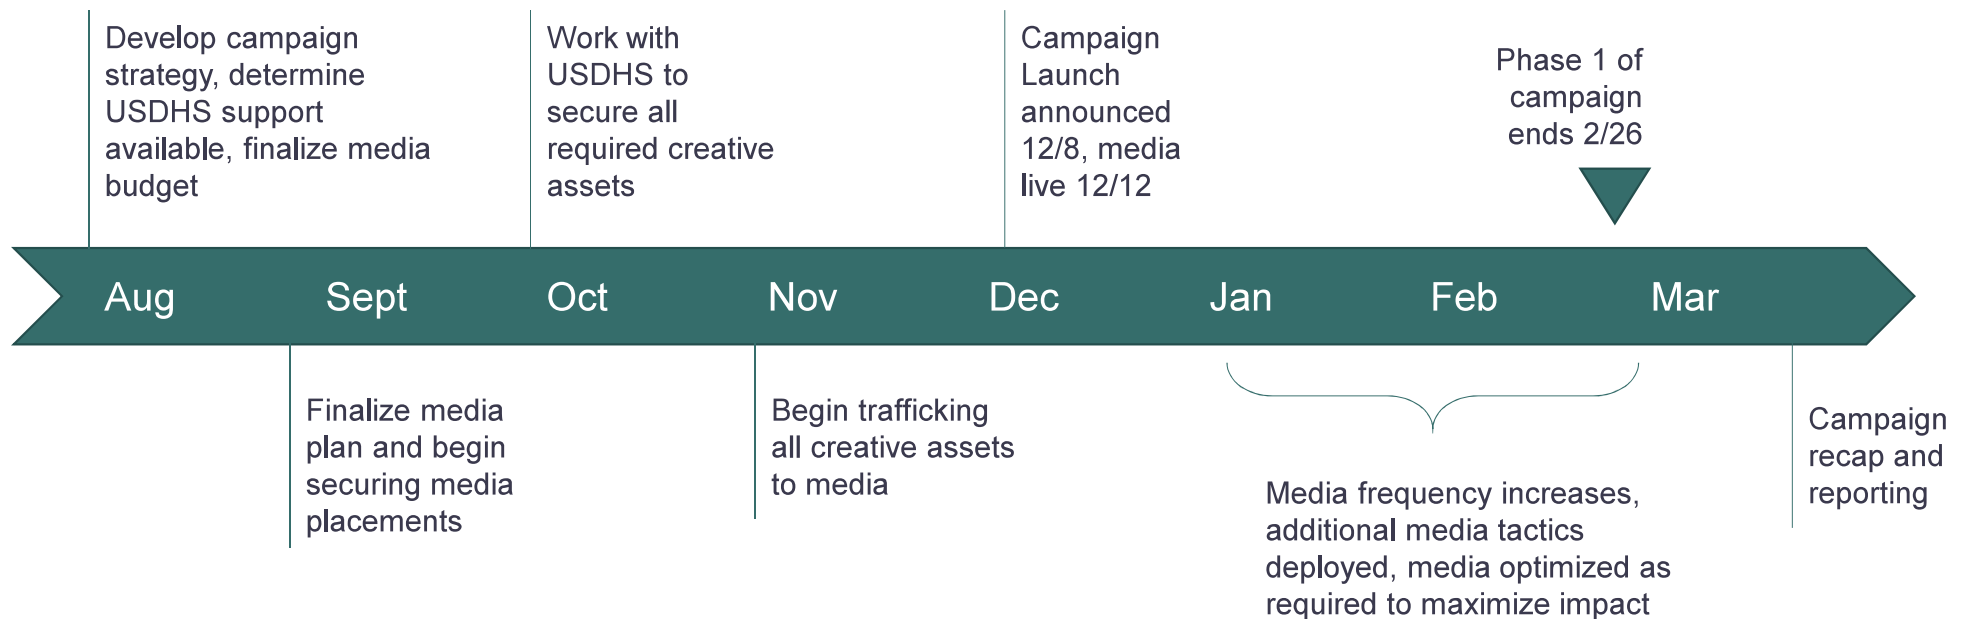 Develop campaign
strategy, determine
USDHS support
available, finalize media
budget
Work with
USDHS to
secure all
required creative
assets
Campaign
Launch
announced
12/8, media
live 12/12
Phase 1 of
campaign
ends 2/26
Aug
Sept
Oct
Nov
Dec
Jan
Feb
Mar
Finalize media
plan and begin
securing media
placements
Begin trafficking
all creative assets
to media
Media frequency increases,
additional media tactics
deployed, media optimized as
required to maximize impact
Campaign
recap and
reporting